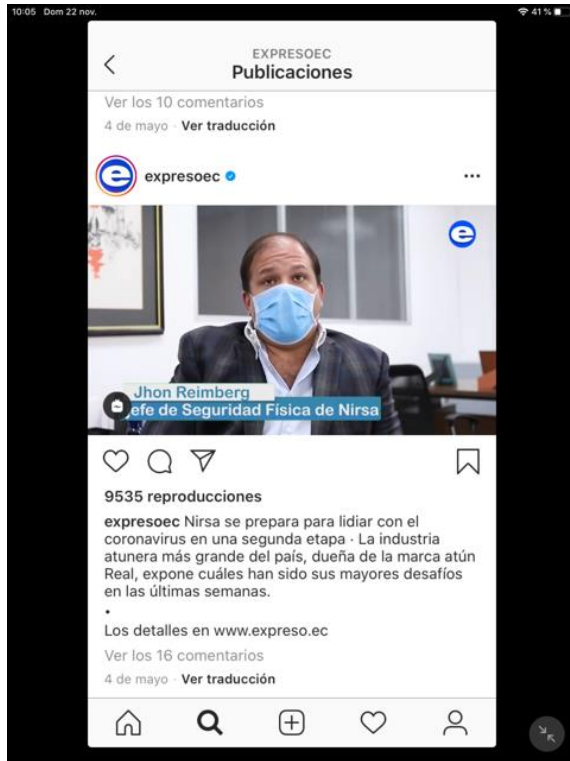 10:05 Dom 22 nov.
41 %
EXPRESOEC
Publicaciones
Ver los 10 comentarios
4 de mayo · Ver traducción
expresoec
e
Jhon Reimberg
efe de Seguridad Física de Nirsa
9535 reproducciones
expresoec Nirsa se prepara para lidiar con el
coronavirus en una segunda etapa · La industria
atunera más grande del país, dueña de la marca atún
Real, expone cuáles han sido sus mayores desafíos
en las últimas semanas.
•
Los detalles en www.expreso.ec
Ver los 16 comentarios
4 de mayo · Ver traducción